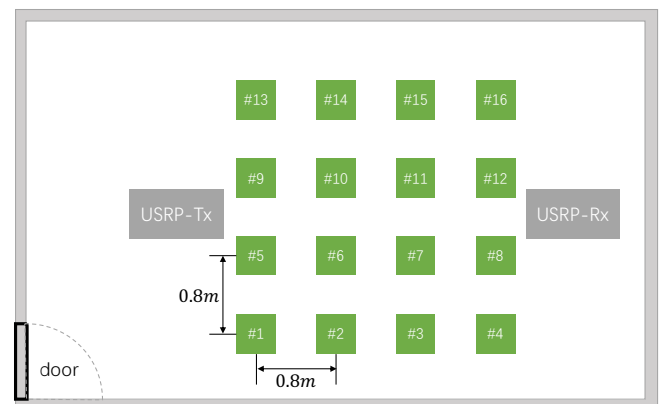 #13 #14 #15 #16
#9 #10 #11 #12
USRP-Tx USRP-Rx
#5 #6 #7 #8
0.8m
#1 #2 #3 #4
door
0.8m